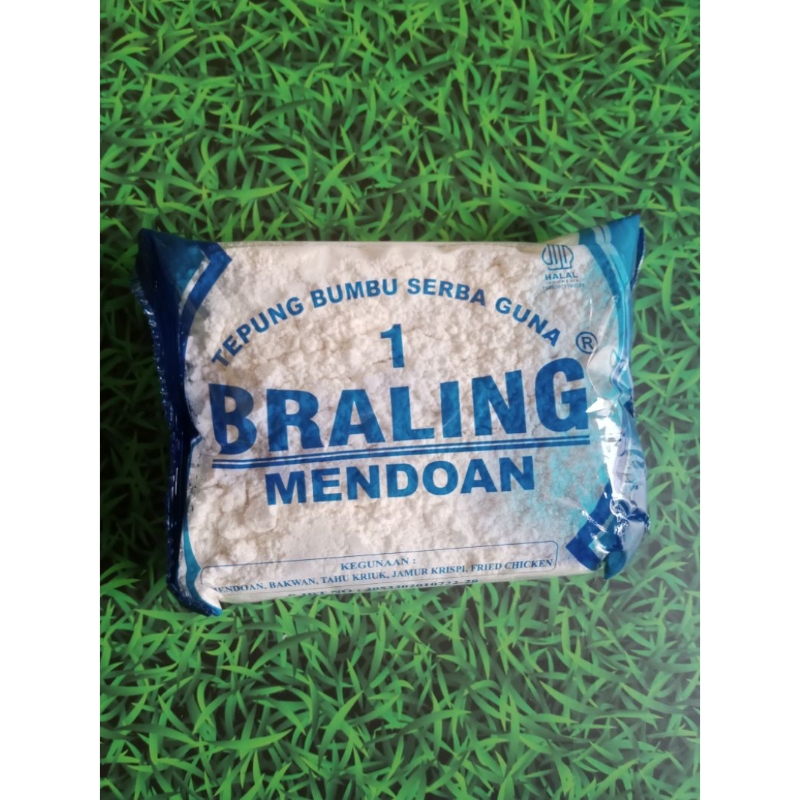 HALAL
TEPUNG BUMBU SERBA GUNA
1
BRALING ®
MENDOAN
KEGUNAAN :
MENDOAN, BAKWAN, TAHU KRIUK, JAMUR KRISPI, FRIED CHICKEN